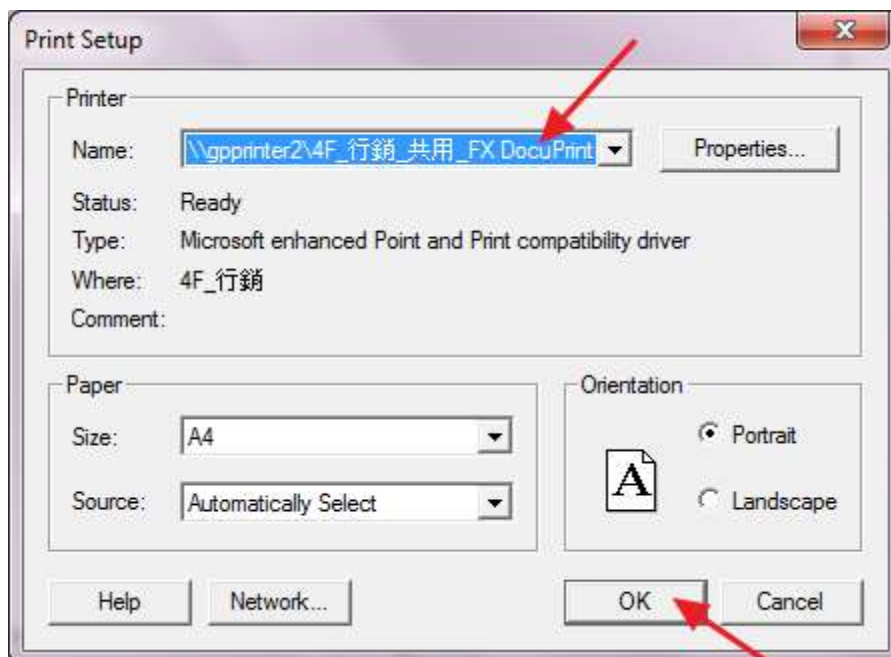 Print Setup
Printer
Name: \\gpprinter2\4F_行銷_共用_FX DocuPrint Properties...
Status: Ready
Type: Microsoft enhanced Point and Print compatibility driver
Where: 4F_行銷
Comment:
Paper
Orientation
Size: A4
Portrait
A
Source: Automatically Select
Landscape
Help Network... OK Cancel